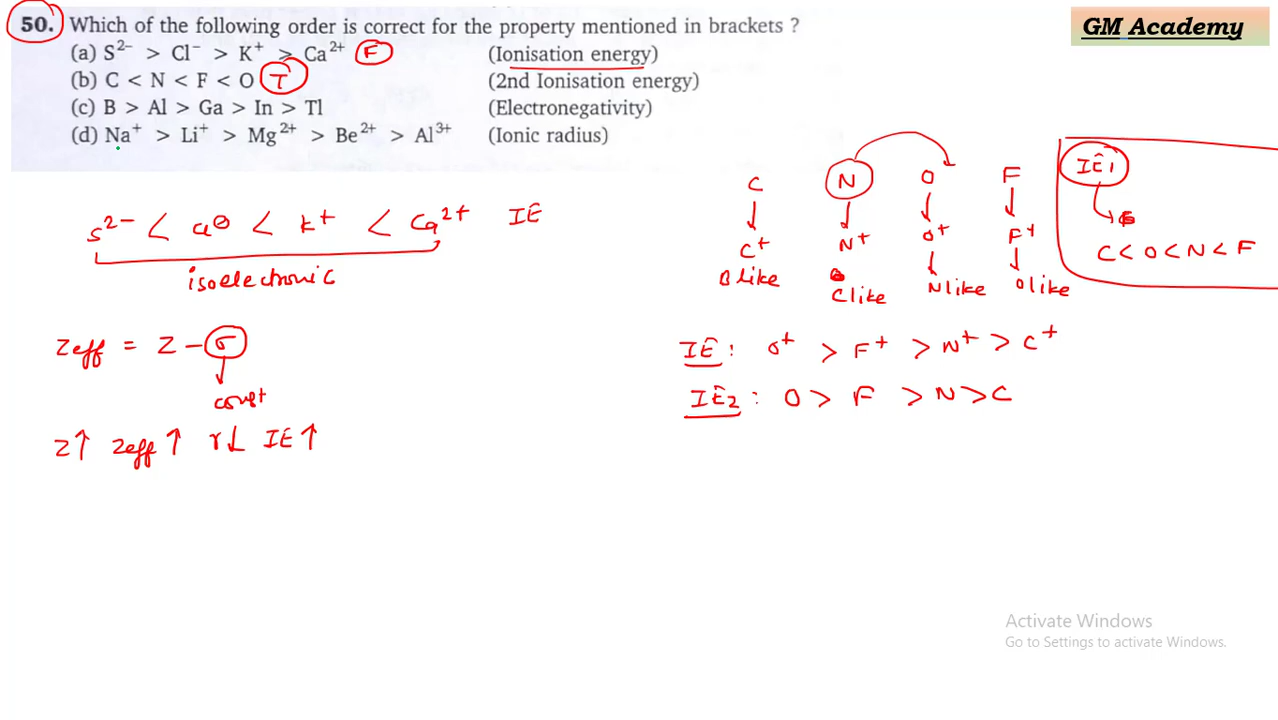 50. Which of the following order is correct for the property mentioned in brackets ?
GM Academy
(a) S²⁻ > Cl⁻ > K⁺ > Ca²⁺ F (Ionisation energy)
(b) C < N < F < O T (2nd Ionisation energy)
(c) B > Al > Ga > In > Tl (Electronegativity)
(d) Na⁺ > Li⁺ > Mg²⁺ > Be²⁺ > Al³⁺ (Ionic radius)
S²⁻ < Cl⊖ < K⁺ < Ca²⁺ IE
isoelectronic
Zeff = Z - σ
const
Z↑ Zeff ↑ r↓ IE↑
C N O F
C⁺ N⁺ O⁺ F⁺
B like C like N like O like
IE₁
C < O < N < F
IE : O⁺ > F⁺ > N⁺ > C⁺
IE₂ : O > F > N > C
Activate Windows
Go to Settings to activate Windows.